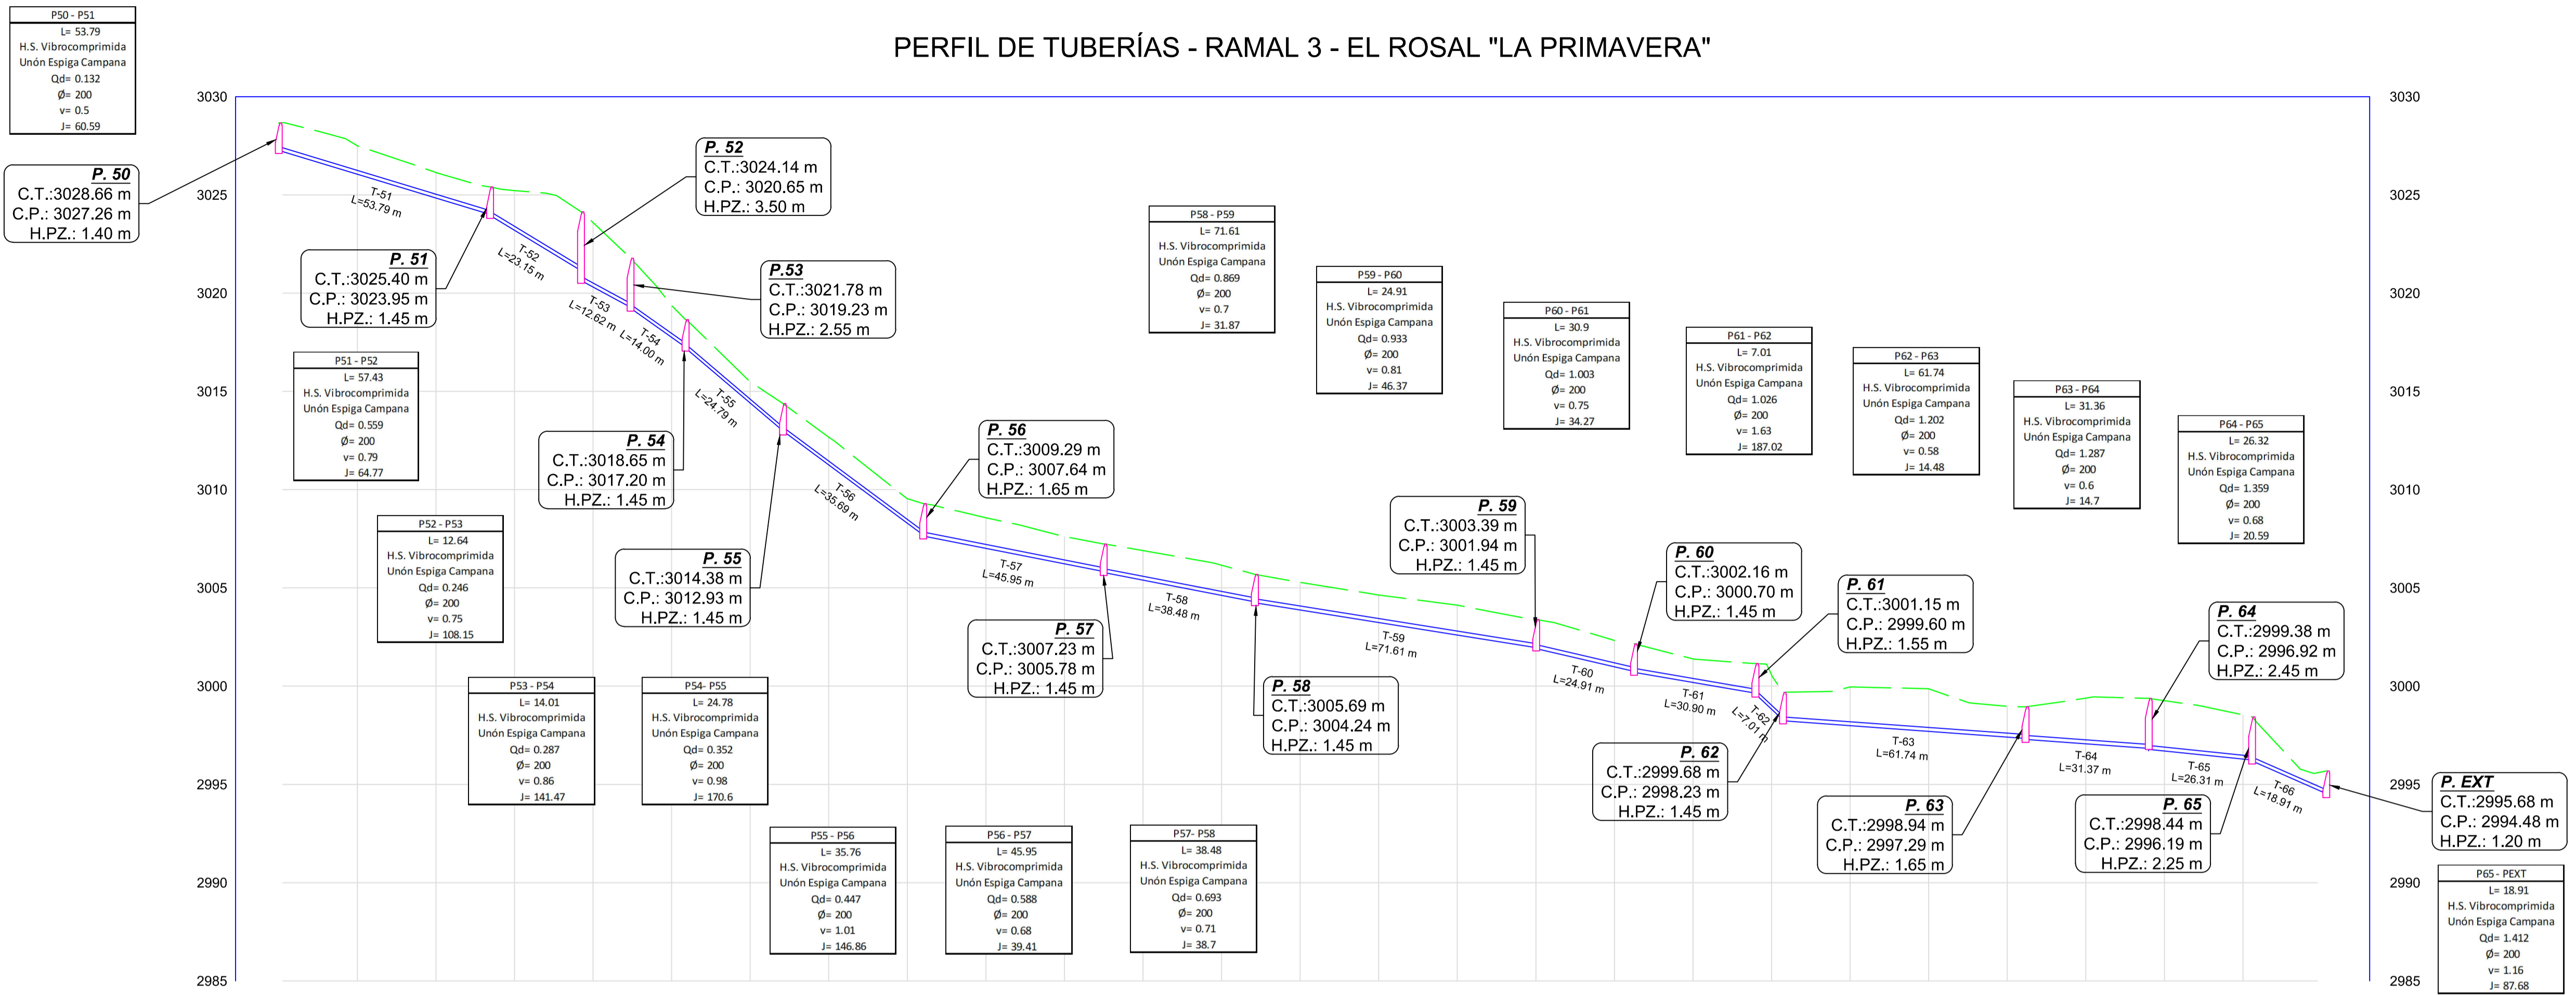 PERFIL DE TUBERÍAS - RAMAL 3 - EL ROSAL "LA PRIMAVERA"
P50 - P51
L= 53.79
H.S. Vibrocomprimida
Unón Espiga Campana
Qd= 0.132
Ø= 200
v= 0.5
J= 60.59
3030
3025
3020
3015
3010
3005
3000
2995
2990
2985
P. 50
C.T.:3028.66 m
C.P.: 3027.26 m
H.PZ.: 1.40 m
T-51
L=53.79 m
P. 51
C.T.:3025.40 m
C.P.: 3023.95 m
H.PZ.: 1.45 m
T-52
L=23.15 m
P. 52
C.T.:3024.14 m
C.P.: 3020.65 m
H.PZ.: 3.50 m
T-53
L=12.62 m
P.53
C.T.:3021.78 m
C.P.: 3019.23 m
H.PZ.: 2.55 m
T-54
L=14.00 m
P51 - P52
L= 57.43
H.S. Vibrocomprimida
Unón Espiga Campana
Qd= 0.559
Ø= 200
v= 0.79
J= 64.77
P. 54
C.T.:3018.65 m
C.P.: 3017.20 m
H.PZ.: 1.45 m
T-55
L=24.79 m
P52 - P53
L= 12.64
H.S. Vibrocomprimida
Unón Espiga Campana
Qd= 0.246
Ø= 200
v= 0.75
J= 108.15
P. 55
C.T.:3014.38 m
C.P.: 3012.93 m
H.PZ.: 1.45 m
T-56
L=35.69 m
P. 56
C.T.:3009.29 m
C.P.: 3007.64 m
H.PZ.: 1.65 m
T-57
L=45.95 m
P53 - P54
L= 14.01
H.S. Vibrocomprimida
Unón Espiga Campana
Qd= 0.287
Ø= 200
v= 0.86
J= 141.47
P54- P55
L= 24.78
H.S. Vibrocomprimida
Unón Espiga Campana
Qd= 0.352
Ø= 200
v= 0.98
J= 170.6
P55 - P56
L= 35.76
H.S. Vibrocomprimida
Unón Espiga Campana
Qd= 0.447
Ø= 200
v= 1.01
J= 146.86
P56 - P57
L= 45.95
H.S. Vibrocomprimida
Unón Espiga Campana
Qd= 0.588
Ø= 200
v= 0.68
J= 39.41
P57- P58
L= 38.48
H.S. Vibrocomprimida
Unón Espiga Campana
Qd= 0.693
Ø= 200
v= 0.71
J= 38.7
P. 57
C.T.:3007.23 m
C.P.: 3005.78 m
H.PZ.: 1.45 m
T-58
L=38.48 m
P. 58
C.T.:3005.69 m
C.P.: 3004.24 m
H.PZ.: 1.45 m
T-59
L=71.61 m
P58 - P59
L= 71.61
H.S. Vibrocomprimida
Unón Espiga Campana
Qd= 0.869
Ø= 200
v= 0.7
J= 31.87
P59 - P60
L= 24.91
H.S. Vibrocomprimida
Unón Espiga Campana
Qd= 0.933
Ø= 200
v= 0.81
J= 46.37
P60 - P61
L= 30.9
H.S. Vibrocomprimida
Unón Espiga Campana
Qd= 1.003
Ø= 200
v= 0.75
J= 34.27
P61 - P62
L= 7.01
H.S. Vibrocomprimida
Unón Espiga Campana
Qd= 1.026
Ø= 200
v= 1.63
J= 187.02
P62 - P63
L= 61.74
H.S. Vibrocomprimida
Unón Espiga Campana
Qd= 1.202
Ø= 200
v= 0.58
J= 14.48
P63 - P64
L= 31.36
H.S. Vibrocomprimida
Unón Espiga Campana
Qd= 1.287
Ø= 200
v= 0.6
J= 14.7
P64 - P65
L= 26.32
H.S. Vibrocomprimida
Unón Espiga Campana
Qd= 1.359
Ø= 200
v= 0.68
J= 20.59
P. 59
C.T.:3003.39 m
C.P.: 3001.94 m
H.PZ.: 1.45 m
T-60
L=24.91 m
P. 60
C.T.:3002.16 m
C.P.: 3000.70 m
H.PZ.: 1.45 m
T-61
L=30.90 m
P. 61
C.T.:3001.15 m
C.P.: 2999.60 m
H.PZ.: 1.55 m
T-62
L=7.01 m
P. 62
C.T.:2999.68 m
C.P.: 2998.23 m
H.PZ.: 1.45 m
T-63
L=61.74 m
P. 63
C.T.:2998.94 m
C.P.: 2997.29 m
H.PZ.: 1.65 m
T-64
L=31.37 m
P. 64
C.T.:2999.38 m
C.P.: 2996.92 m
H.PZ.: 2.45 m
T-65
L=26.31 m
P. 65
C.T.:2998.44 m
C.P.: 2996.19 m
H.PZ.: 2.25 m
T-66
L=18.91 m
P. EXT
C.T.:2995.68 m
C.P.: 2994.48 m
H.PZ.: 1.20 m
3030
3025
3020
3015
3010
3005
3000
2995
2990
2985
P65 - PEXT
L= 18.91
H.S. Vibrocomprimida
Unón Espiga Campana
Qd= 1.412
Ø= 200
v= 1.16
J= 87.68